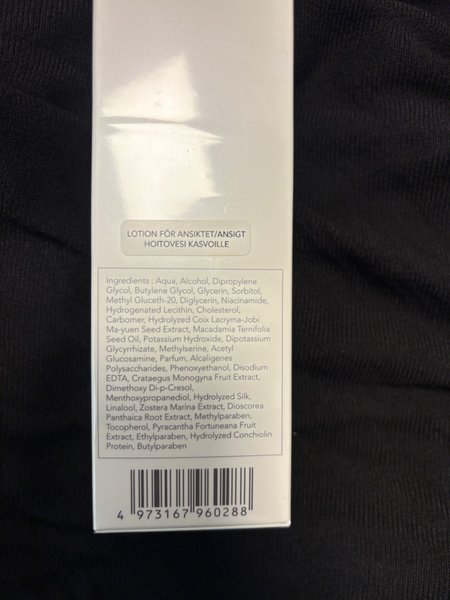 LOTION FÖR ANSIKTET/ANSIGT
HOITOVESI KASVOILLE
Ingredients : Aqua, Alcohol, Dipropylene
Glycol, Butylene Glycol, Glycerin, Sorbitol,
Methyl Gluceth-20, Diglycerin, Niacinamide,
Hydrogenated Lecithin, Cholesterol,
Carbomer, Hydrolyzed Coix Lacryma-Jobi
Ma-yuen Seed Extract, Macadamia Ternifolia
Seed Oil, Potassium Hydroxide, Dipotassium
Glycyrrhizate, Methylserine, Acetyl
Glucosamine, Parfum, Alcaligenes
Polysaccharides, Phenoxyethanol, Disodium
EDTA, Crataegus Monogyna Fruit Extract,
Dimethoxy Di-p-Cresol,
Menthoxypropanediol, Hydrolyzed Silk,
Linalool, Zostera Marina Extract, Dioscorea
Panthaica Root Extract, Methylparaben,
Tocopherol, Pyracantha Fortuneana Fruit
Extract, Ethylparaben, Hydrolyzed Conchiolin
Protein, Butylparaben
4 973167 960288